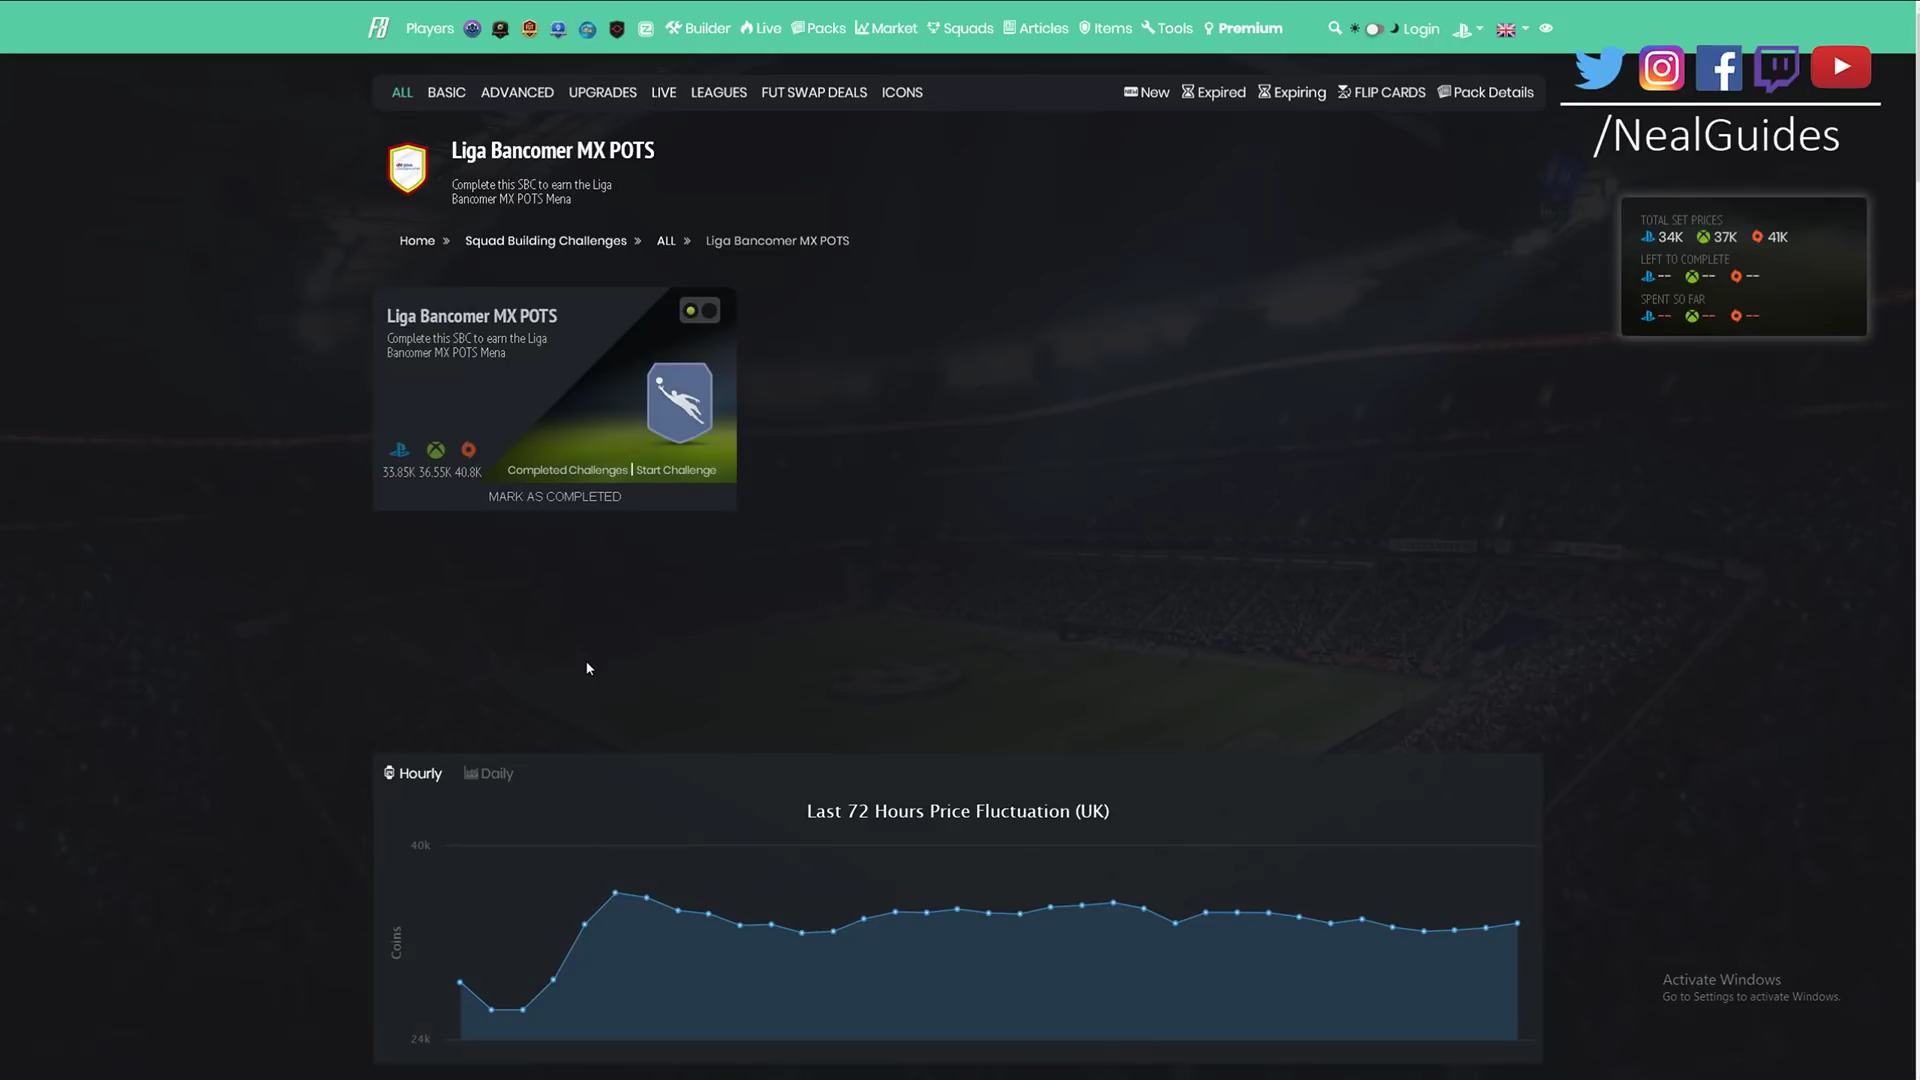 FB Players Builder Live Packs Market Squads Articles Items Tools Premium Login
/NealGuides
ALL BASIC ADVANCED UPGRADES LIVE LEAGUES FUT SWAP DEALS ICONS New Expired Expiring FLIP CARDS Pack Details
Liga Bancomer MX POTS
Complete this SBC to earn the Liga
Bancomer MX POTS Mena
Home » Squad Building Challenges » ALL » Liga Bancomer MX POTS
TOTAL SET PRICES
34K 37K 41K
LEFT TO COMPLETE
-- -- --
SPENT SO FAR
-- -- --
Liga Bancomer MX POTS
Complete this SBC to earn the Liga
Bancomer MX POTS Mena
33.85K 36.55K 40.8K
Completed Challenges | Start Challenge
MARK AS COMPLETED
Hourly Daily
Last 72 Hours Price Fluctuation (UK)
40k
Coins
24k
Activate Windows
Go to Settings to activate Windows.